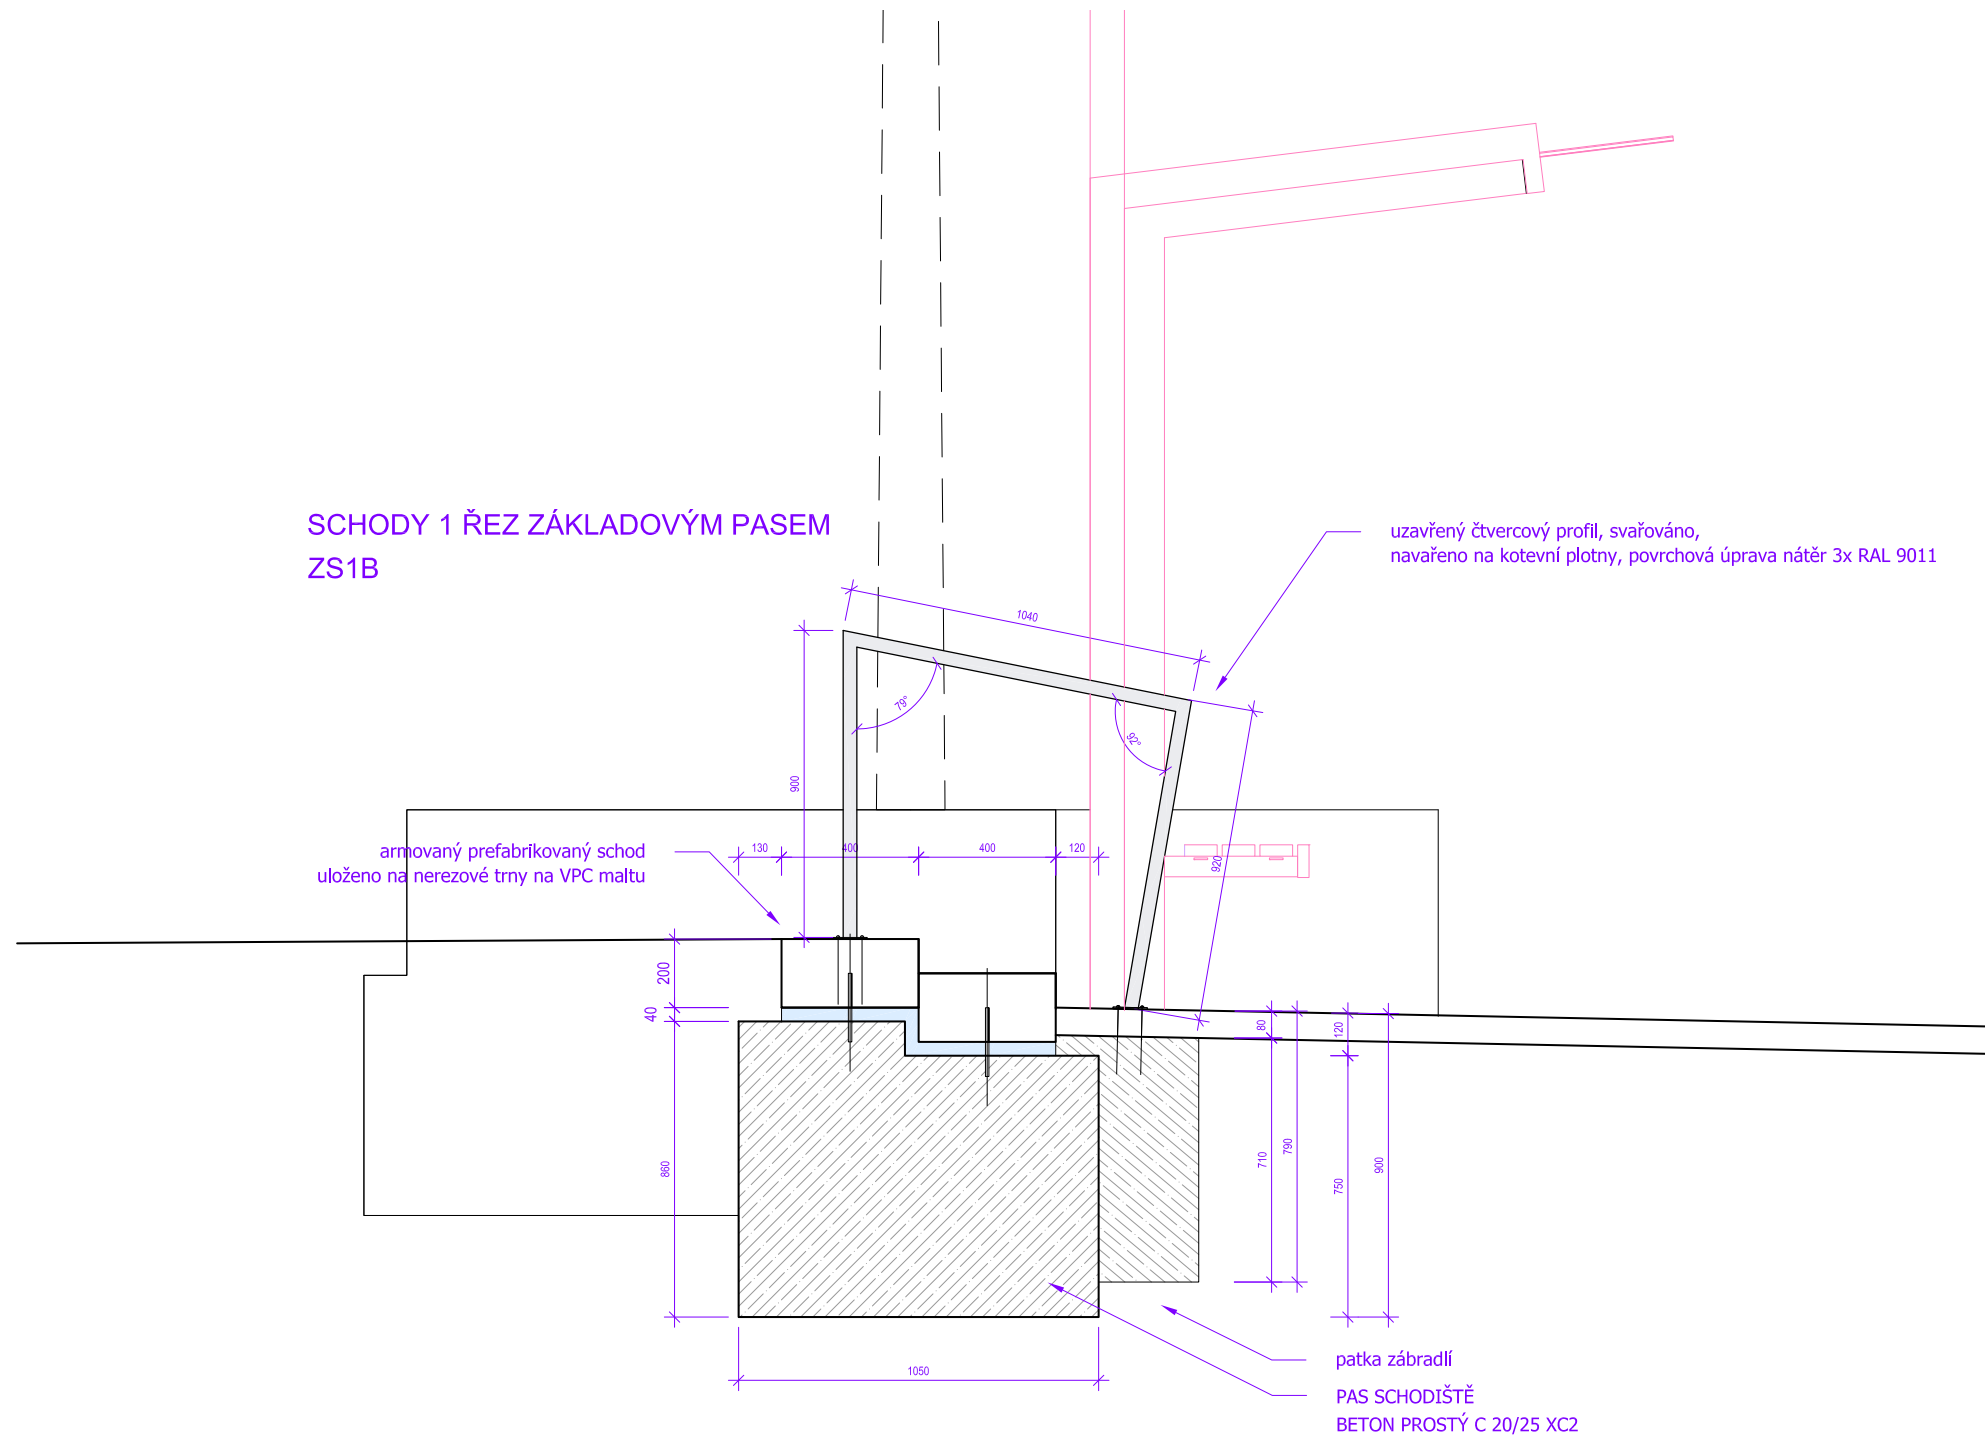 SCHODY 1 ŘEZ ZÁKLADOVÝM PASEM
ZS1B
uzavřený čtvercový profil, svařováno,
navařeno na kotevní plotny, povrchová úprava nátěr 3x RAL 9011
1040
79°
92°
900
920
armovaný prefabrikovaný schod
uloženo na nerezové trny na VPC maltu
130
400
400
120
200
40
860
80
120
710
790
750
900
1050
patka zábradlí
PAS SCHODIŠTĚ
BETON PROSTÝ C 20/25 XC2